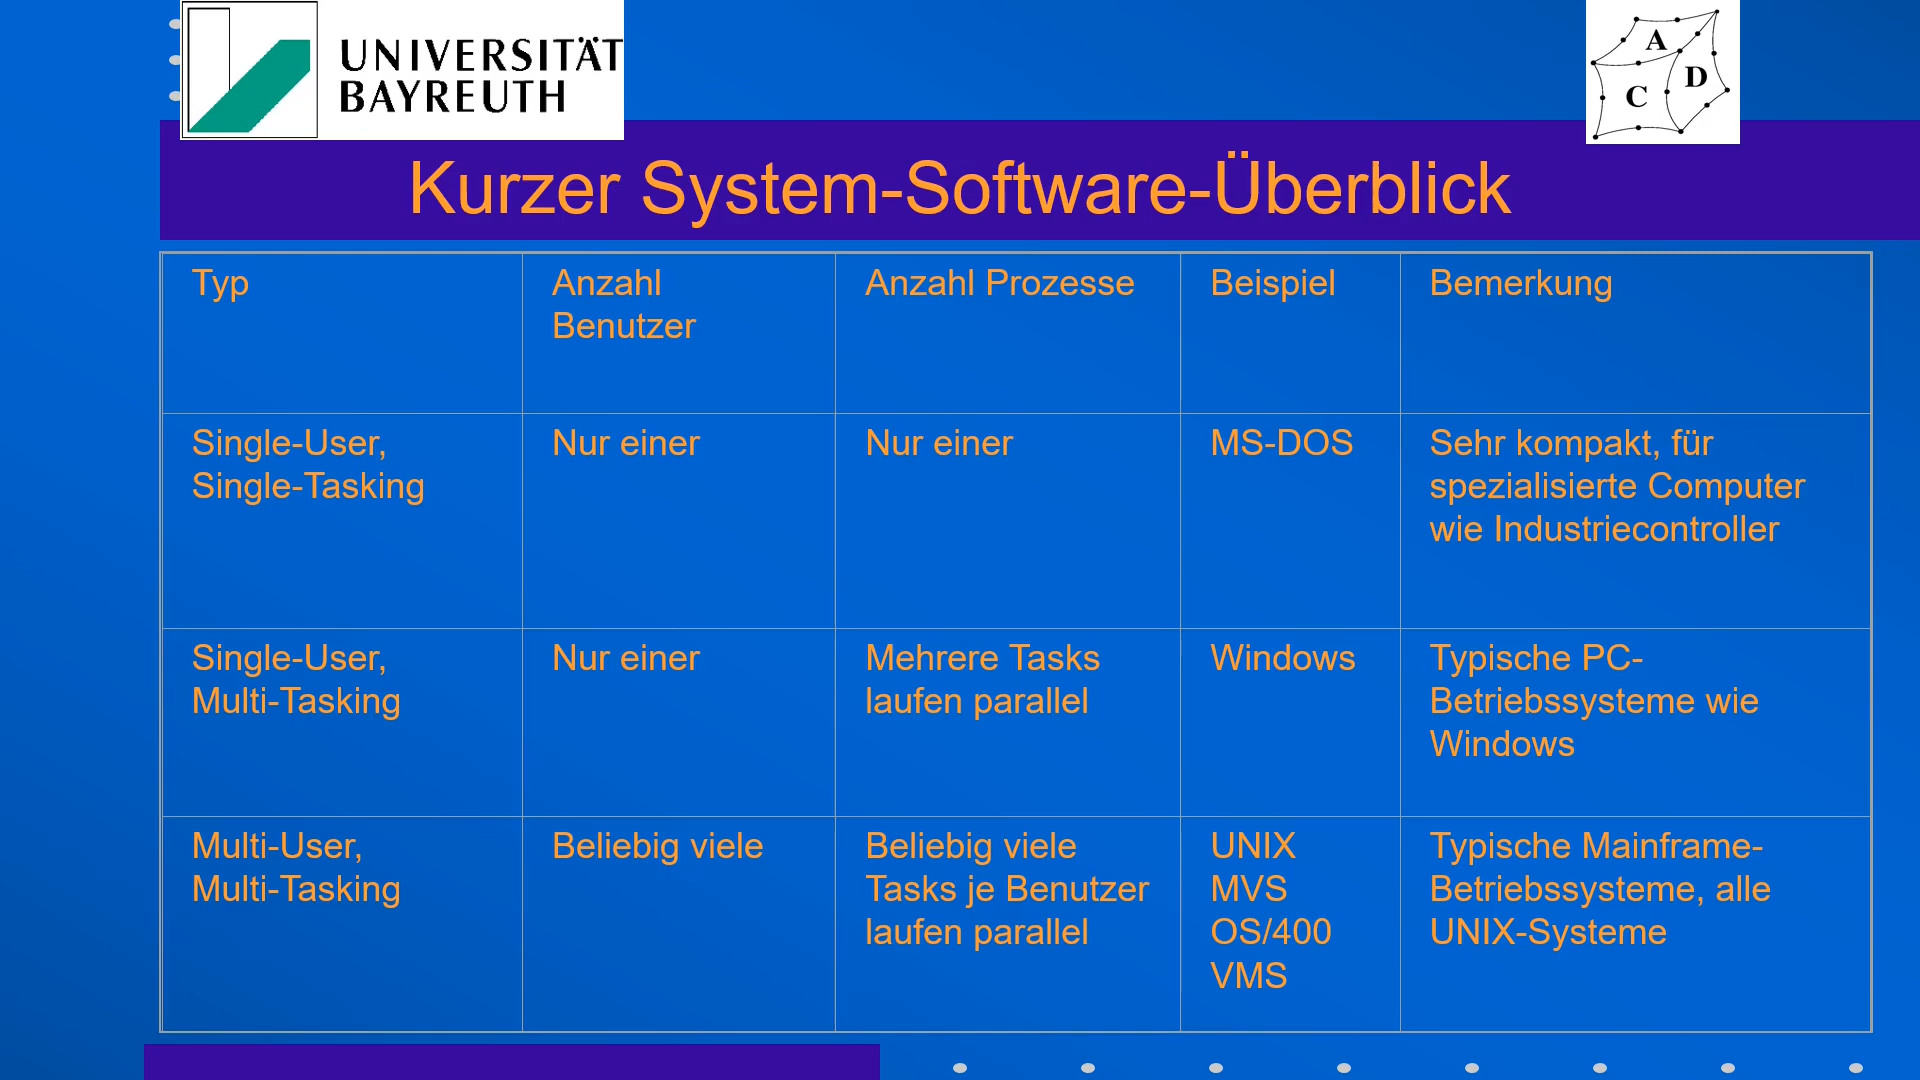 UNIVERSITÄT
BAYREUTH
A
D
C
Kurzer System-Software-Überblick
Typ
Anzahl
Benutzer
Anzahl Prozesse
Beispiel
Bemerkung
Single-User,
Single-Tasking
Nur einer
Nur einer
MS-DOS
Sehr kompakt, für
spezialisierte Computer
wie Industriecontroller
Single-User,
Multi-Tasking
Nur einer
Mehrere Tasks
laufen parallel
Windows
Typische PC-
Betriebssysteme wie
Windows
Multi-User,
Multi-Tasking
Beliebig viele
Beliebig viele
Tasks je Benutzer
laufen parallel
UNIX
MVS
OS/400
VMS
Typische Mainframe-
Betriebssysteme, alle
UNIX-Systeme